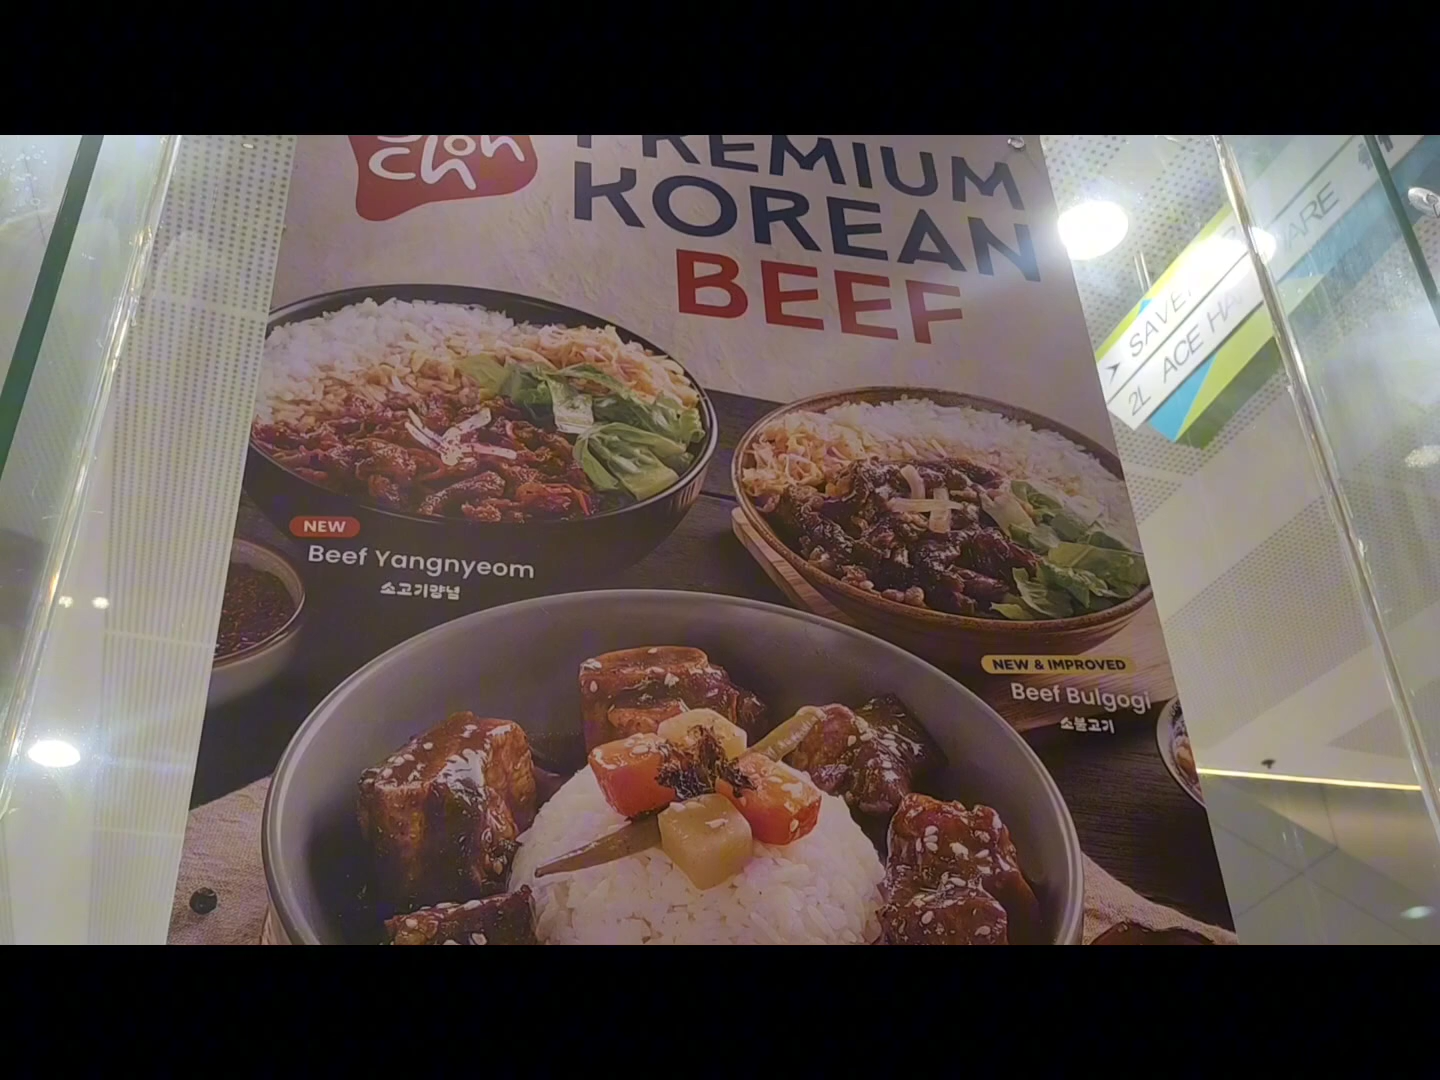 Chon
PREMIUM
KOREAN
BEEF
NEW
Beef Yangnyeom
소고기양념
NEW & IMPROVED
Beef Bulgogi
소불고기
2L ACE HA